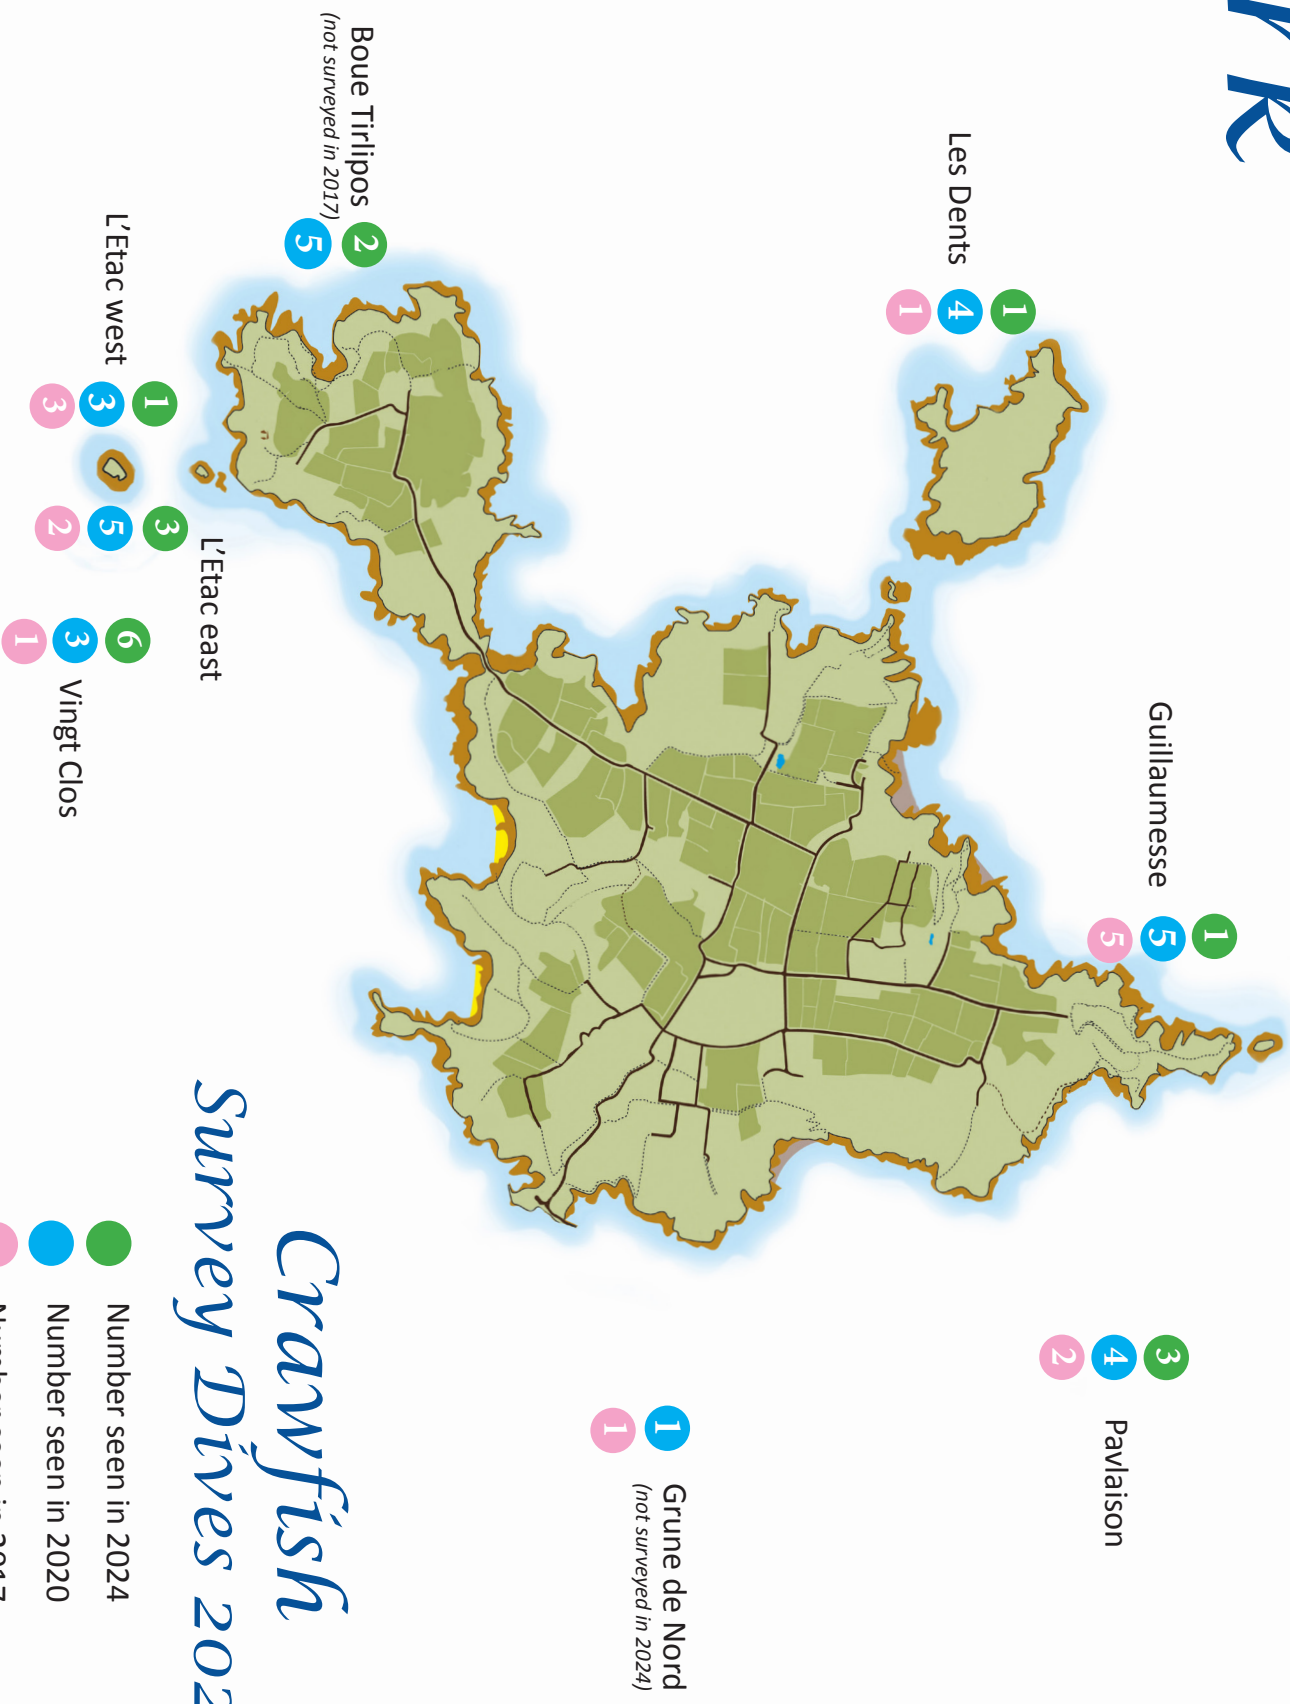 Les Dents
1
4
1
Guillaumesse
1
5
5
3
4
2
Pavlaison
Boue Tirlipos
(not surveyed in 2017)
2
5
1
1
Grune de Nord
(not surveyed in 2024)
L'Etac west
1
3
3
3
5
2
L'Etac east
6
3
1
Vingt Clos
Crawfish
Survey Dives
Number seen in 2024
Number seen in 2020